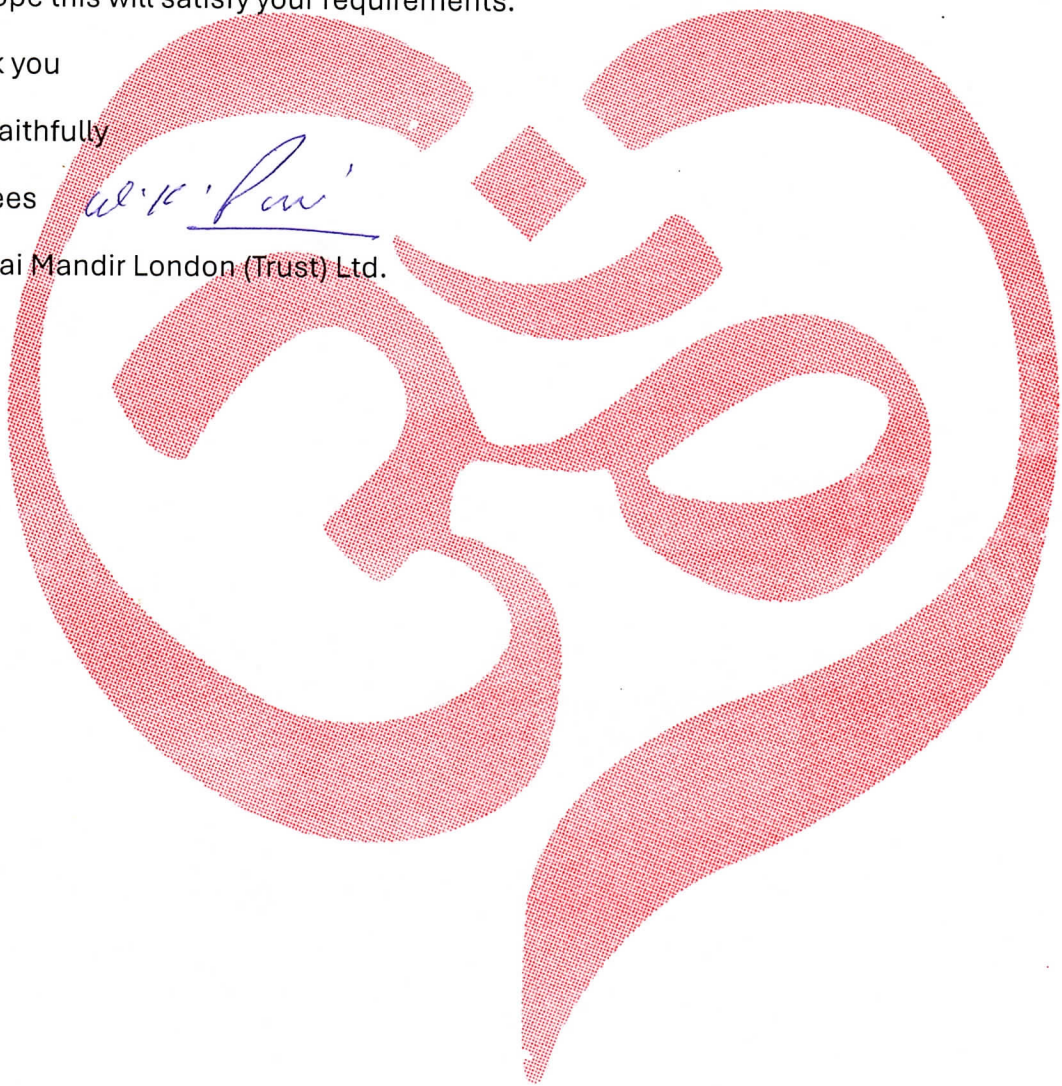 ope this will satisfy your requirements.
k you
aithfully
ees
ai Mandir London (Trust) Ltd.
ॐ